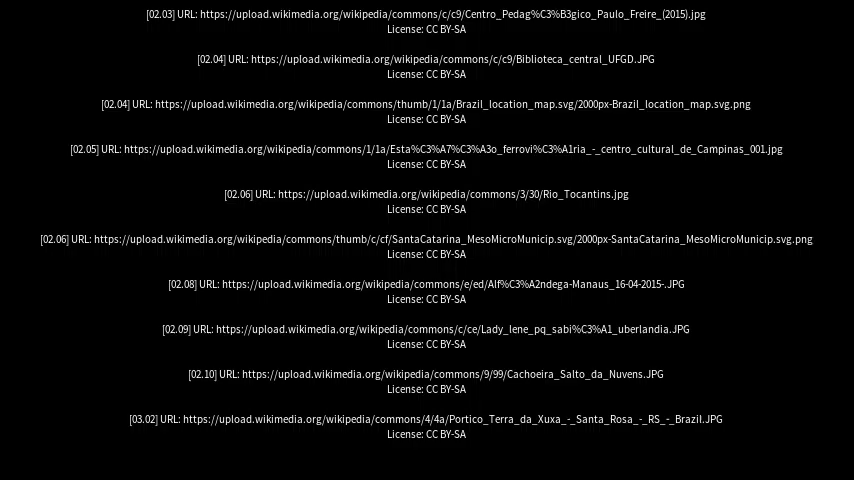 [02.03] URL: https://upload.wikimedia.org/wikipedia/commons/c/c9/Centro_Pedag%C3%B3gico_Paulo_Freire_(2015).jpg
License: CC BY-SA
[02.04] URL: https://upload.wikimedia.org/wikipedia/commons/c/c9/Biblioteca_central_UFGD.JPG
License: CC BY-SA
[02.04] URL: https://upload.wikimedia.org/wikipedia/commons/thumb/1/1a/Brazil_location_map.svg/2000px-Brazil_location_map.svg.png
License: CC BY-SA
[02.05] URL: https://upload.wikimedia.org/wikipedia/commons/1/1a/Esta%C3%A7%C3%A3o_ferrovi%C3%A1ria_-_centro_cultural_de_Campinas_001.jpg
License: CC BY-SA
[02.06] URL: https://upload.wikimedia.org/wikipedia/commons/3/30/Rio_Tocantins.jpg
License: CC BY-SA
[02.06] URL: https://upload.wikimedia.org/wikipedia/commons/thumb/c/cf/SantaCatarina_MesoMicroMunicip.svg/2000px-SantaCatarina_MesoMicroMunicip.svg.png
License: CC BY-SA
[02.08] URL: https://upload.wikimedia.org/wikipedia/commons/e/ed/Alf%C3%A2ndega-Manaus_16-04-2015-.JPG
License: CC BY-SA
[02.09] URL: https://upload.wikimedia.org/wikipedia/commons/c/ce/Lady_lene_pq_sabi%C3%A1_uberlandia.JPG
License: CC BY-SA
[02.10] URL: https://upload.wikimedia.org/wikipedia/commons/9/99/Cachoeira_Salto_da_Nuvens.JPG
License: CC BY-SA
[03.02] URL: https://upload.wikimedia.org/wikipedia/commons/4/4a/Portico_Terra_da_Xuxa_-_Santa_Rosa_-_RS_-_Brazil.JPG
License: CC BY-SA